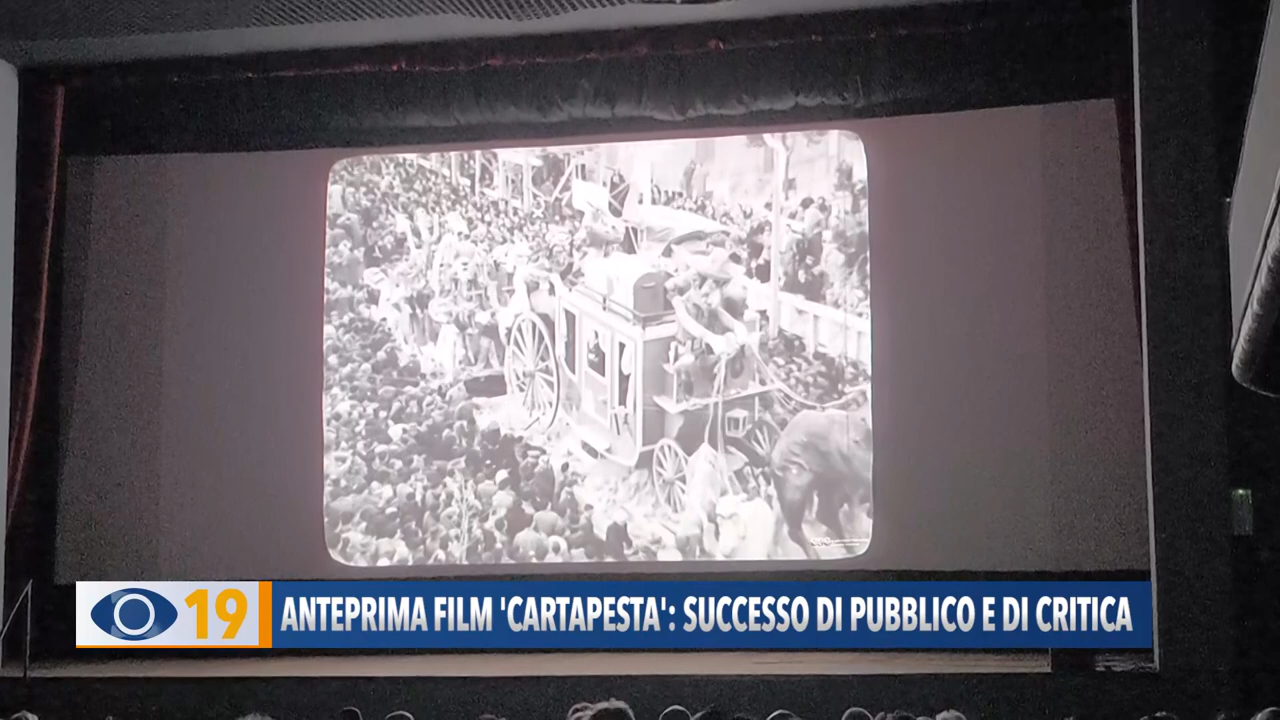 19
ANTEPRIMA FILM 'CARTAPESTA': SUCCESSO DI PUBBLICO E DI CRITICA